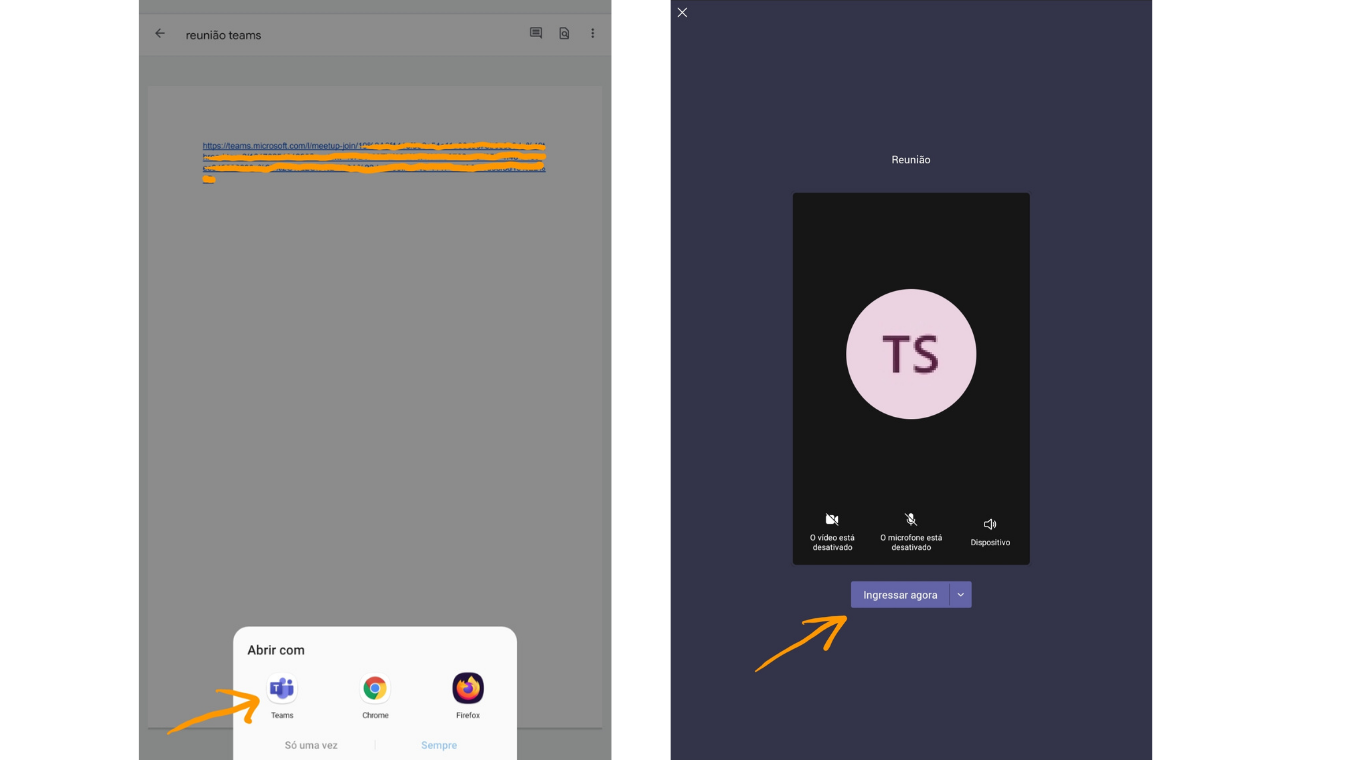 reunião teams
https://teams.microsoft.com/l/meetup-join/
Abrir com
Teams
Chrome
Firefox
Só uma vez
Sempre
Reunião
TS
O vídeo está
desativado
O microfone está
desativado
Dispositivo
Ingressar agora